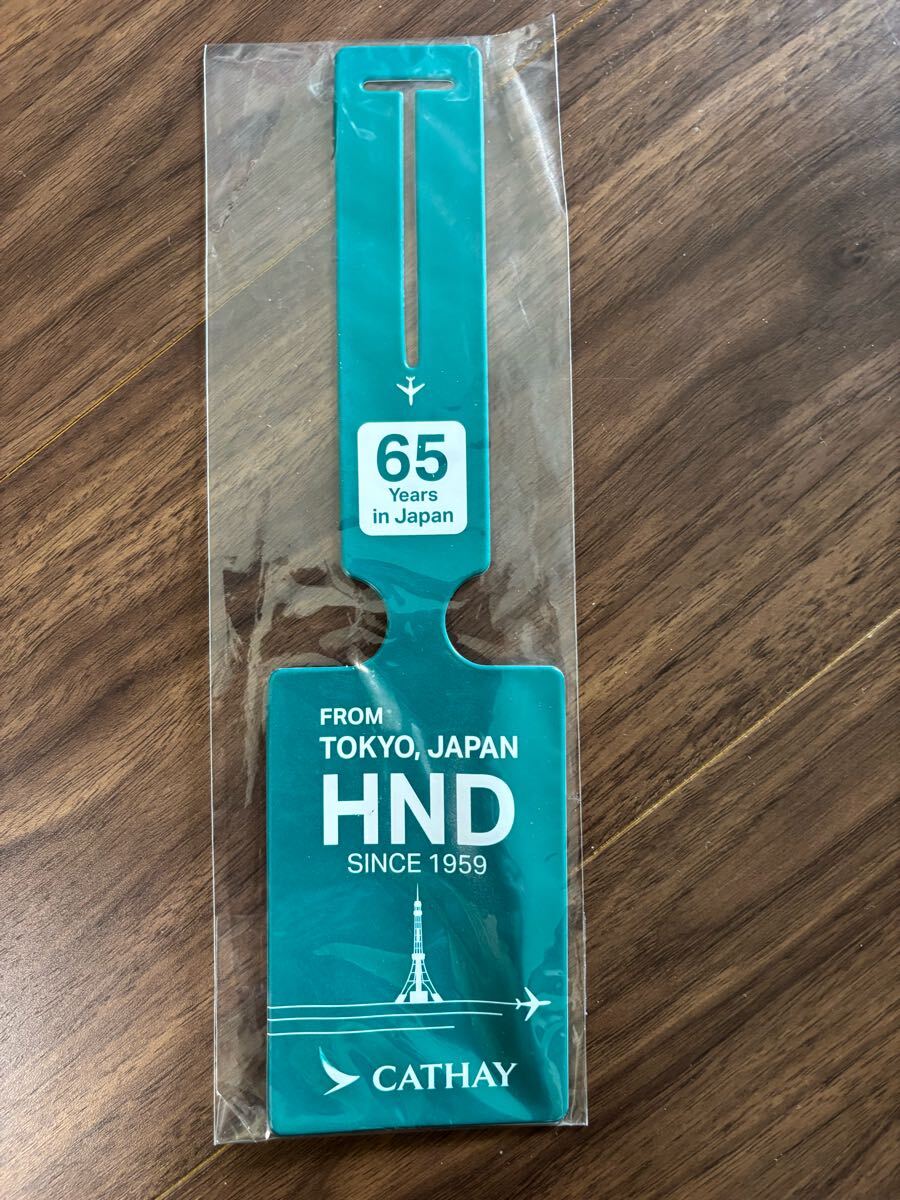 65
Years
in Japan
FROM
TOKYO, JAPAN
HND
SINCE 1959
CATHAY